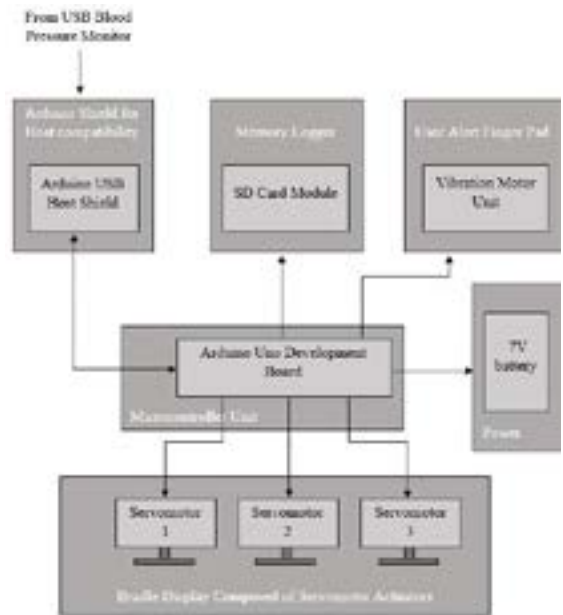 From USB Blood
Pressure Monitor
Arduino Shield for
Host compatibility
Arduino USB
Host Shield
Memory Logger
SD Card Module
User Alert Finger Pad
Vibration Motor
Unit
Arduino Uno Development
Board
Microcontroller Unit
7V
battery
Power
Servomotor
1
Servomotor
2
Servomotor
3
Braille Display Composed of Servomotor Actuators